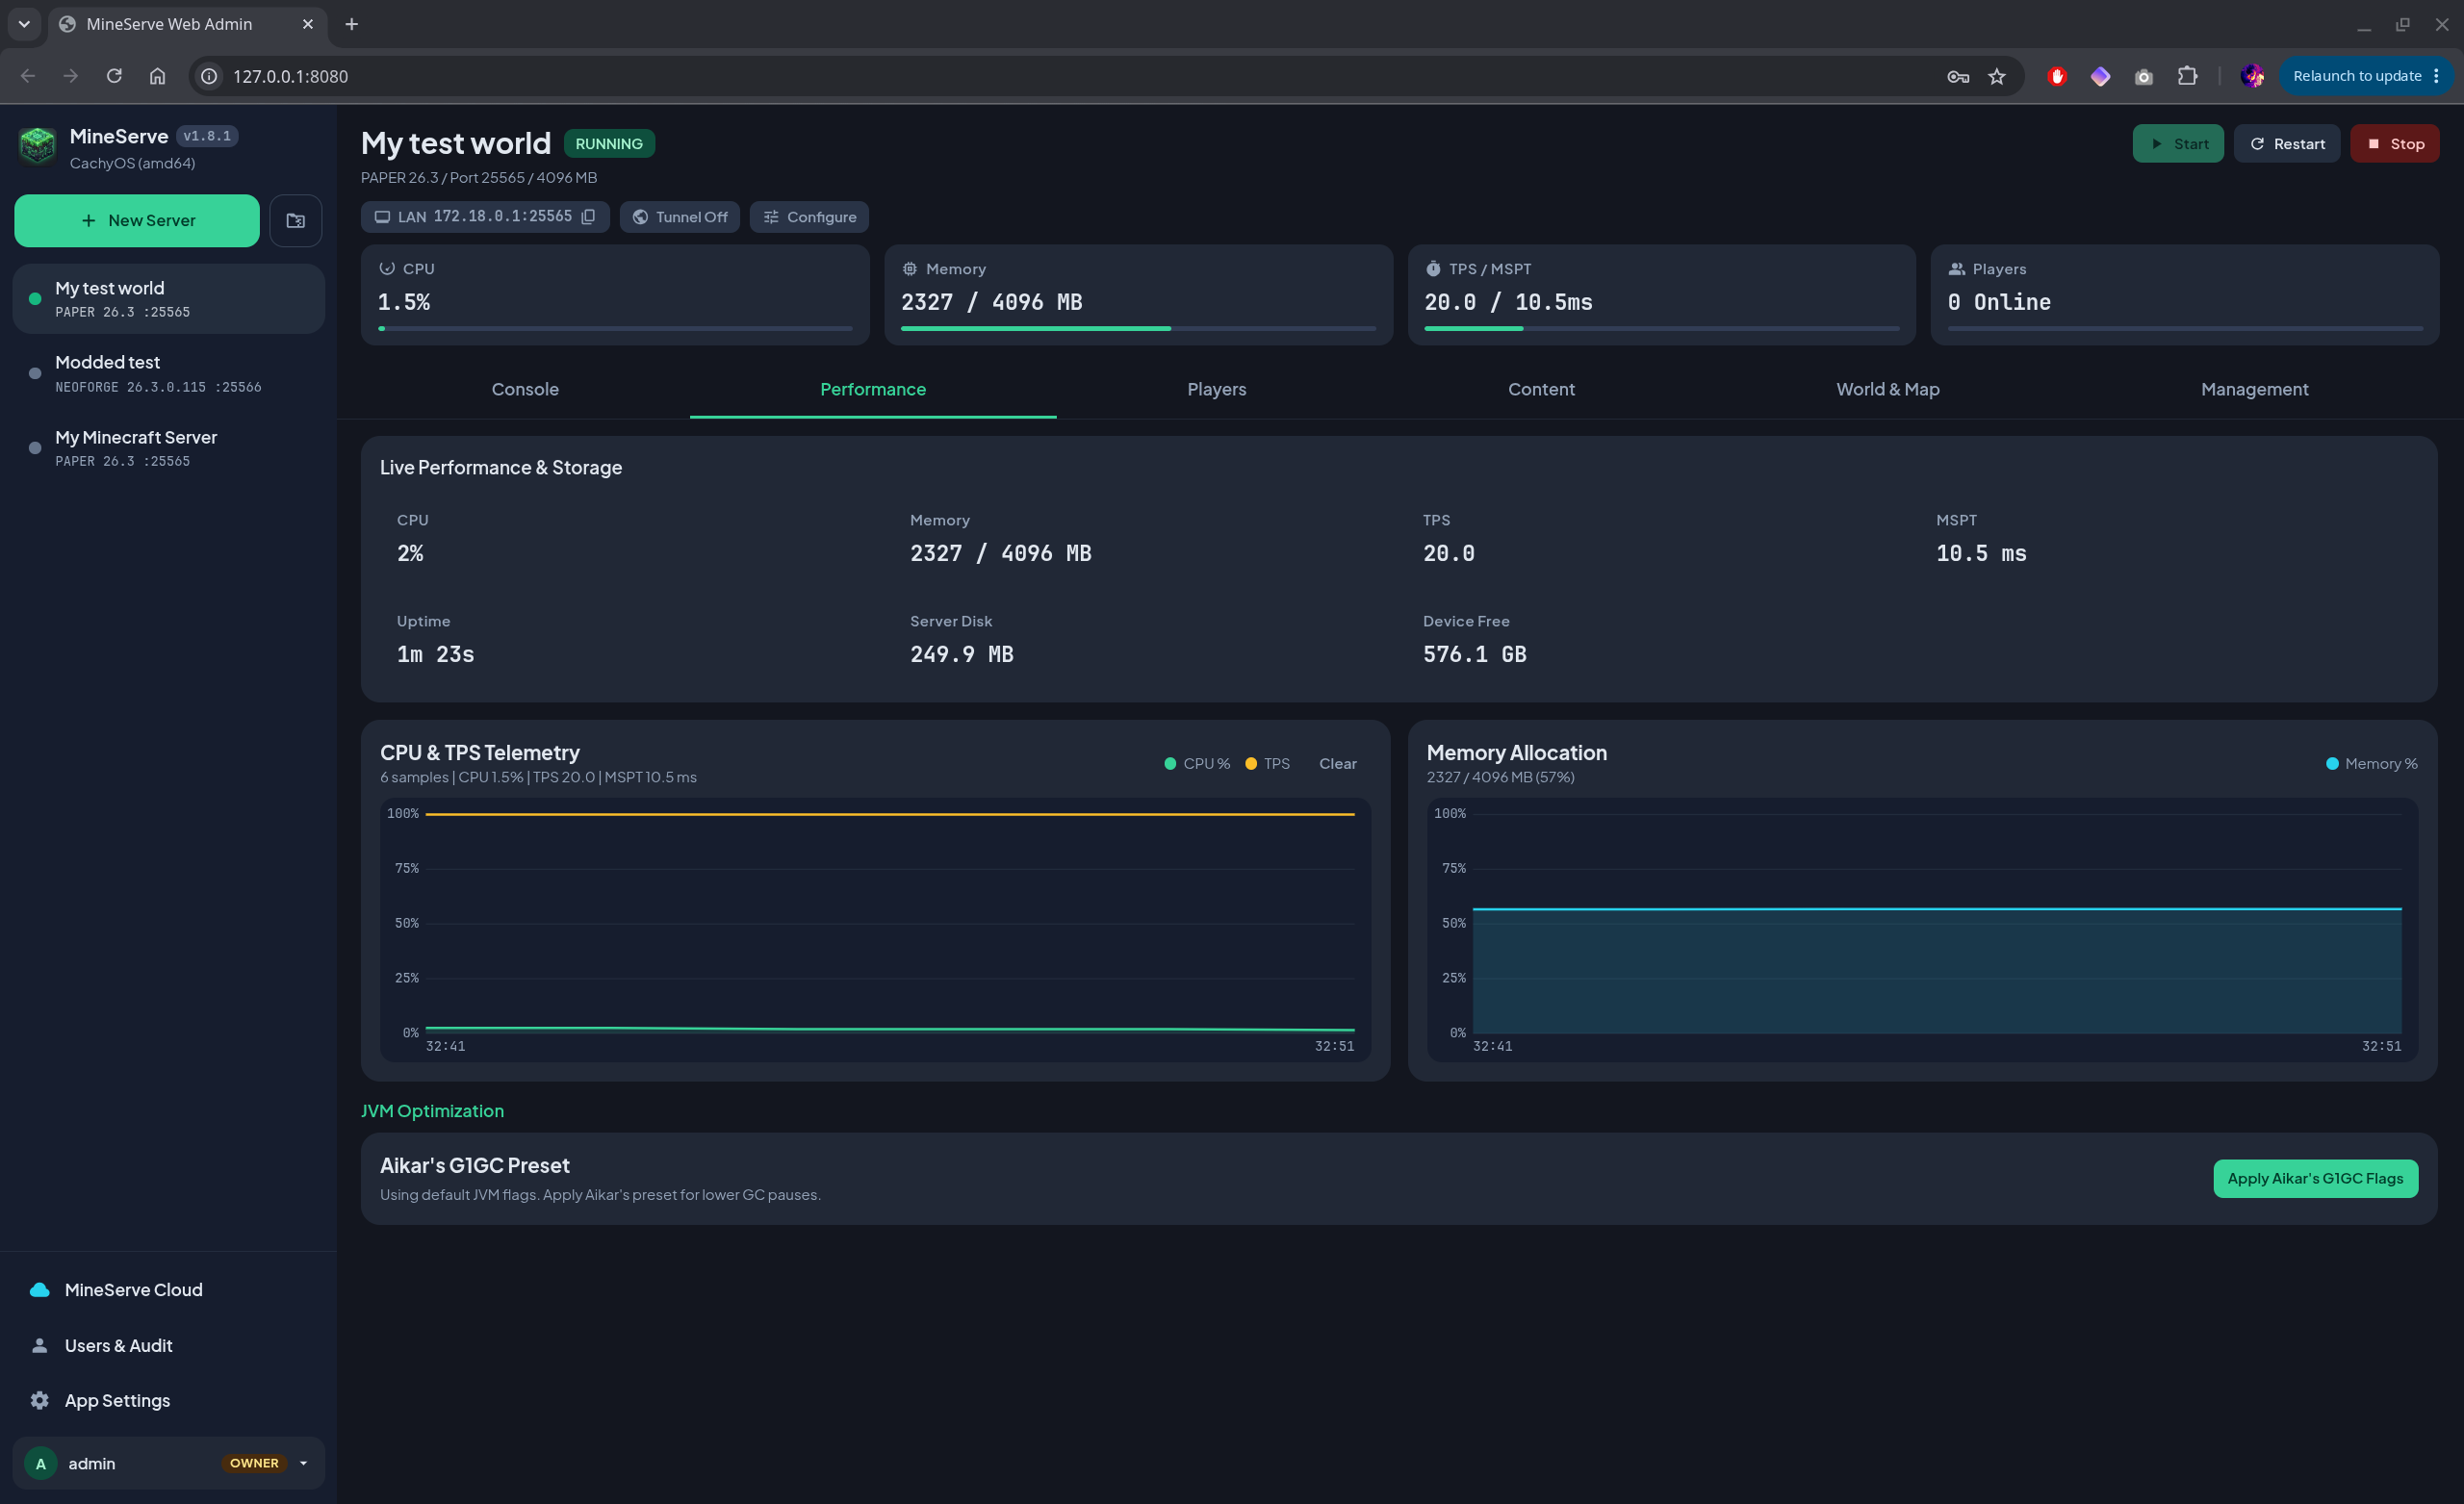 MineServe Web Admin
127.0.0.1:8080
Relaunch to update
MineServe v1.8.1
CachyOS (amd64)
New Server
My test world
PAPER 26.3 :25565
Modded test
NEOFORGE 26.3.0.115 :25566
My Minecraft Server
PAPER 26.3 :25565
MineServe Cloud
Users & Audit
App Settings
A admin OWNER
My test world RUNNING
Start Restart Stop
PAPER 26.3 / Port 25565 / 4096 MB
LAN 172.18.0.1:25565 Tunnel Off Configure
CPU
1.5%
Memory
2327 / 4096 MB
TPS / MSPT
20.0 / 10.5ms
Players
0 Online
Console Performance Players Content World & Map Management
Live Performance & Storage
CPU
2%
Memory
2327 / 4096 MB
TPS
20.0
MSPT
10.5 ms
Uptime
1m 23s
Server Disk
249.9 MB
Device Free
576.1 GB
CPU & TPS Telemetry
6 samples | CPU 1.5% | TPS 20.0 | MSPT 10.5 ms
CPU % TPS Clear
100%
75%
50%
25%
0%
32:41 32:51
Memory Allocation
2327 / 4096 MB (57%)
Memory %
100%
75%
50%
25%
0%
32:41 32:51
JVM Optimization
Aikar's G1GC Preset
Using default JVM flags. Apply Aikar's preset for lower GC pauses.
Apply Aikar's G1GC Flags